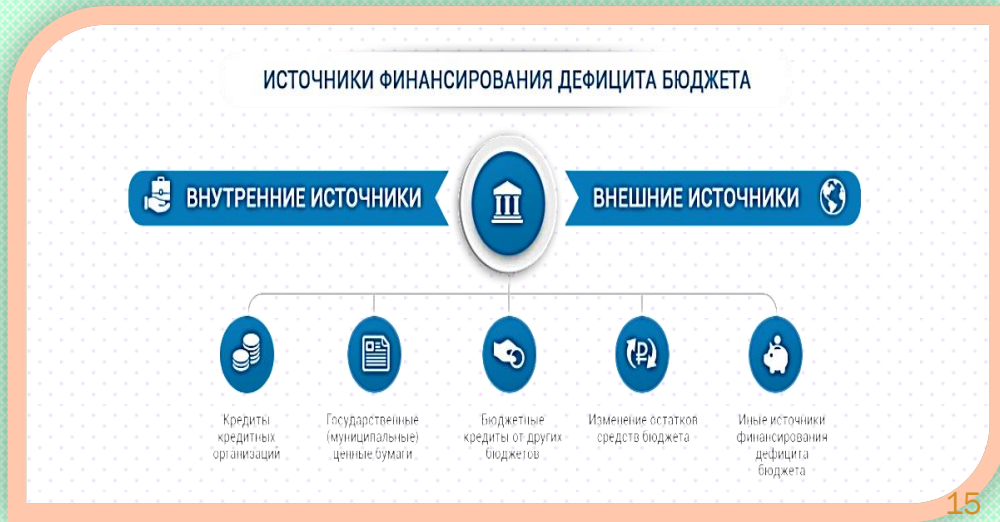 ИСТОЧНИКИ ФИНАНСИРОВАНИЯ ДЕФИЦИТА БЮДЖЕТА
ВНУТРЕННИЕ ИСТОЧНИКИ
ВНЕШНИЕ ИСТОЧНИКИ
Кредиты
кредитных
организаций
Государственные
(муниципальные)
ценные бумаги
Бюджетные
кредиты от других
бюджетов
Изменение остатков
средств бюджета
Иные источники
финансирования
дефицита
бюджета
15